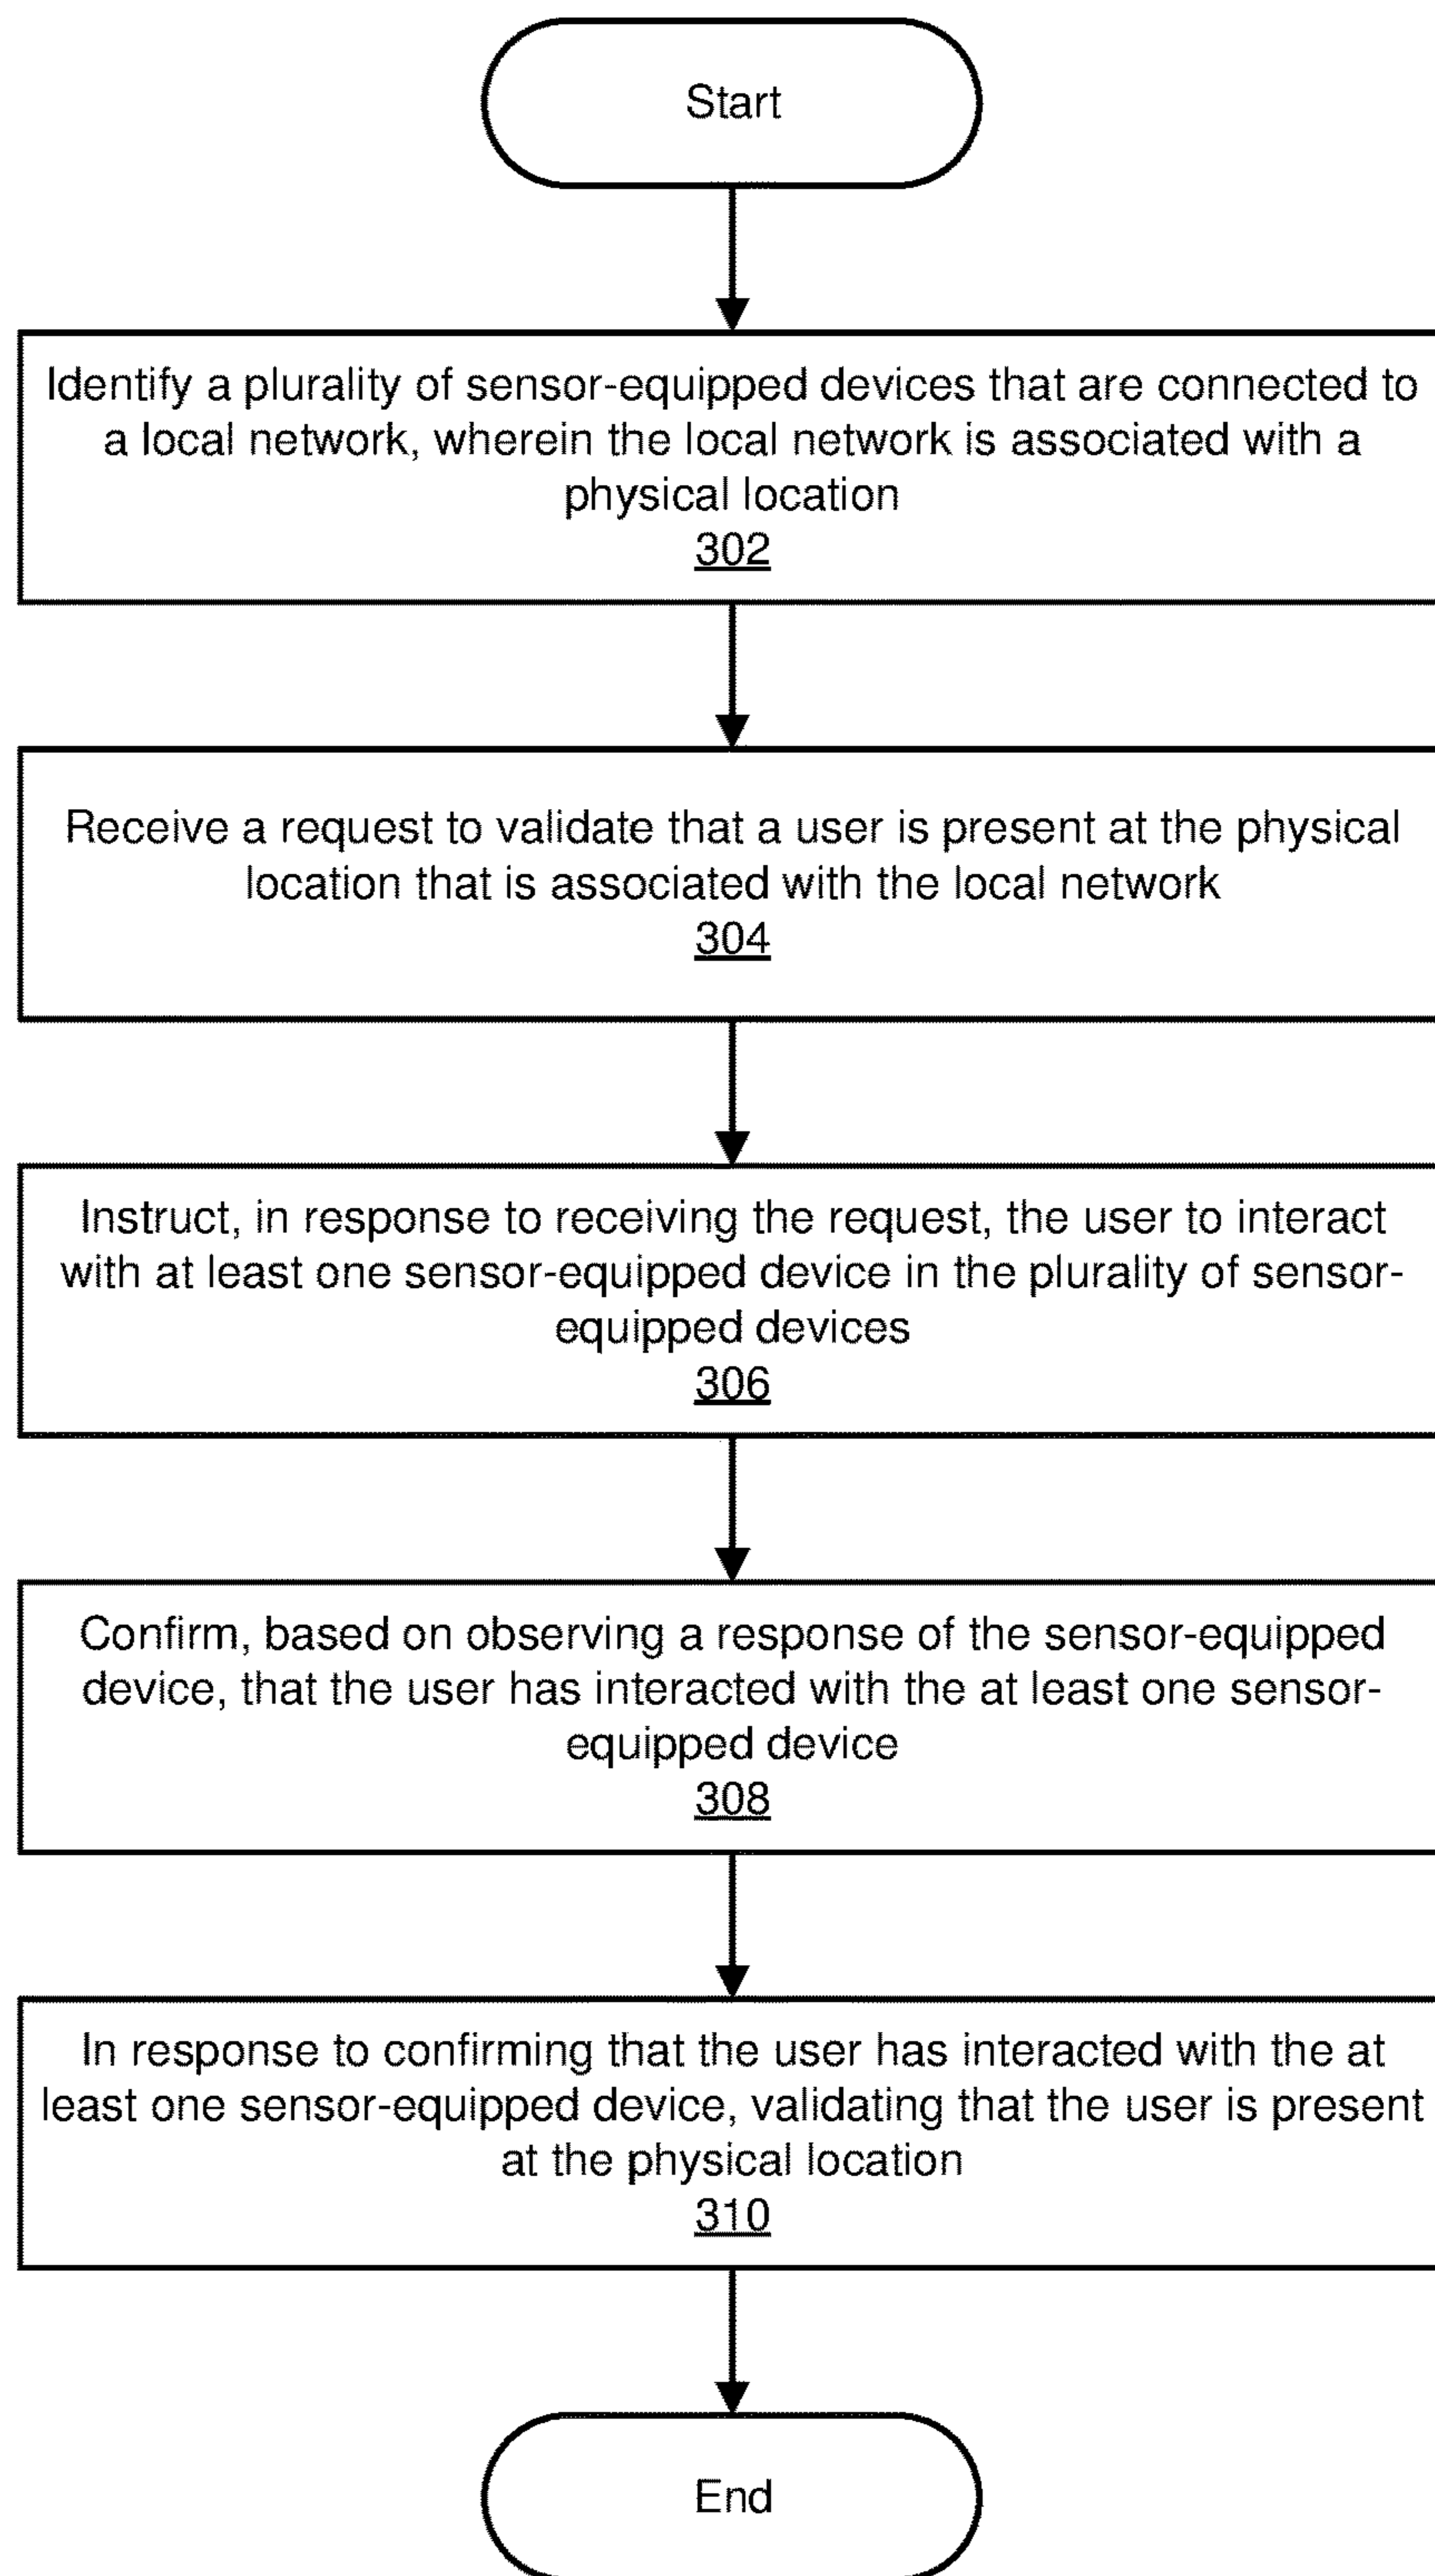 Start
Identify a plurality of sensor-equipped devices that are connected to
a local network, wherein the local network is associated with a
physical location
302
Receive a request to validate that a user is present at the physical
location that is associated with the local network
304
Instruct, in response to receiving the request, the user to interact
with at least one sensor-equipped device in the plurality of sensor-
equipped devices
306
Confirm, based on observing a response of the sensor-equipped
device, that the user has interacted with the at least one sensor-
equipped device
308
In response to confirming that the user has interacted with the at
least one sensor-equipped device, validating that the user is present
at the physical location
310
End